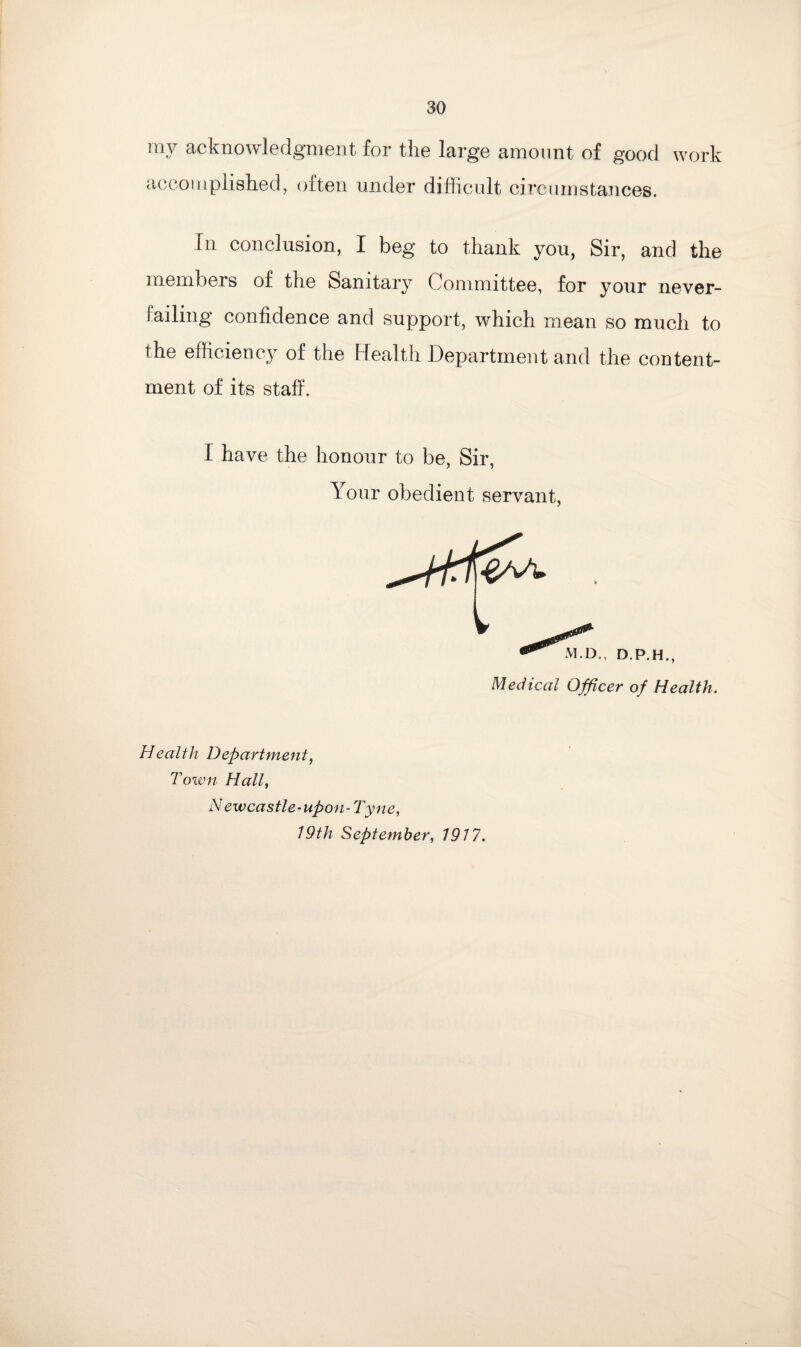 30
my acknowledgment for the large amount of good work
accomplished, often under difficult circumstances.
In conclusion, I beg to thank you, Sir, and the
members of the Sanitary Committee, for your never-
failing confidence and support, which mean so much to
the efficiency of the Health Department and the content-
ment of its staff.
I have the honour to be, Sir,
Your obedient servant,
M.D., D.P.H.,
Medical Officer of Health.
Health Department,
Town Hall,
Newcastle-upon-Tyne,
19th September, 1917.